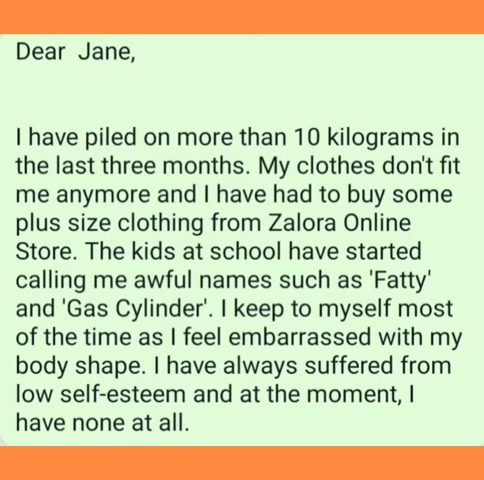 Dear Jane,
I have piled on more than 10 kilograms in
the last three months. My clothes don't fit
me anymore and I have had to buy some
plus size clothing from Zalora Online
Store. The kids at school have started
calling me awful names such as 'Fatty'
and 'Gas Cylinder'. I keep to myself most
of the time as I feel embarrassed with my
body shape. I have always suffered from
low self-esteem and at the moment, I
have none at all.